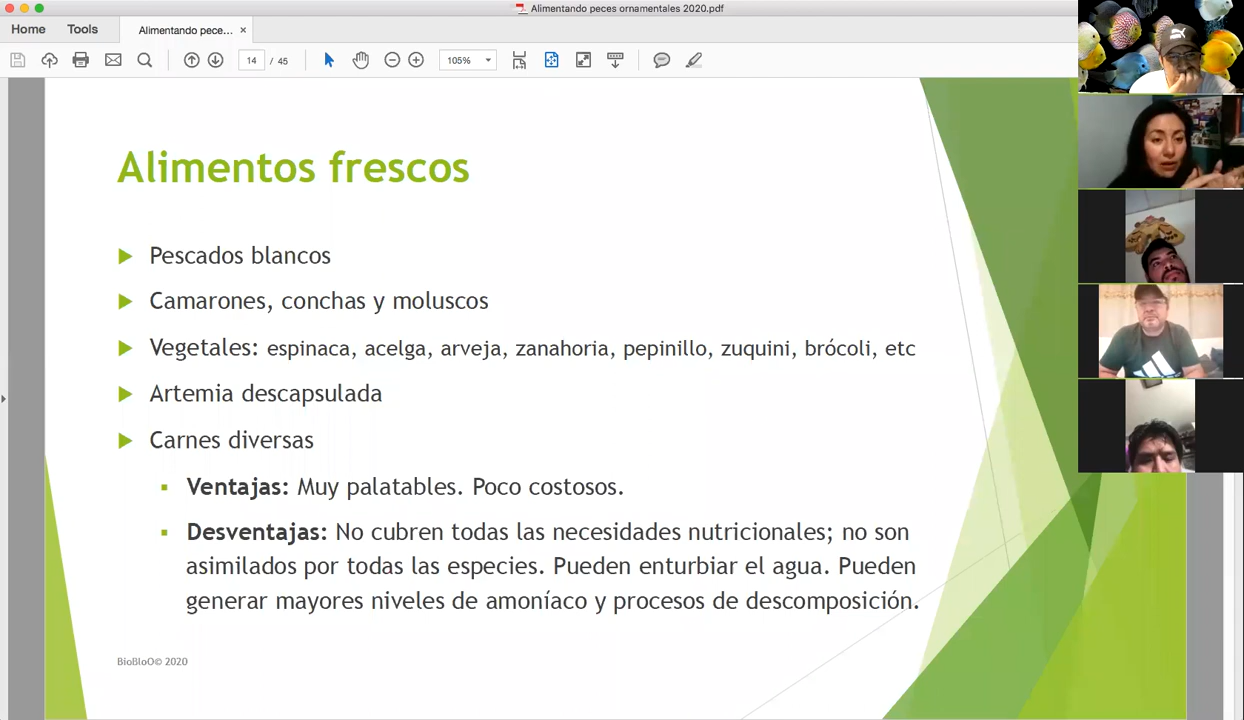 Alimentando peces ornamentales 2020.pdf
Home Tools Alimentando pece... ×
14 / 45 105%
Alimentos frescos
Pescados blancos
Camarones, conchas y moluscos
Vegetales: espinaca, acelga, arveja, zanahoria, pepinillo, zuquini, brócoli, etc
Artemia descapsulada
Carnes diversas
Ventajas: Muy palatables. Poco costosos.
Desventajas: No cubren todas las necesidades nutricionales; no son
asimilados por todas las especies. Pueden enturbiar el agua. Pueden
generar mayores niveles de amoníaco y procesos de descomposición.
BioBloO© 2020